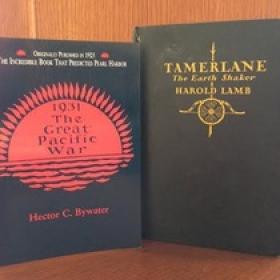 Originally Published in 1925
The Incredible Book That Predicted Pearl Harbor
1931
The
Great
Pacific
War
Hector C. Bywater
TAMERLANE
The Earth Shaker
HAROLD LAMB